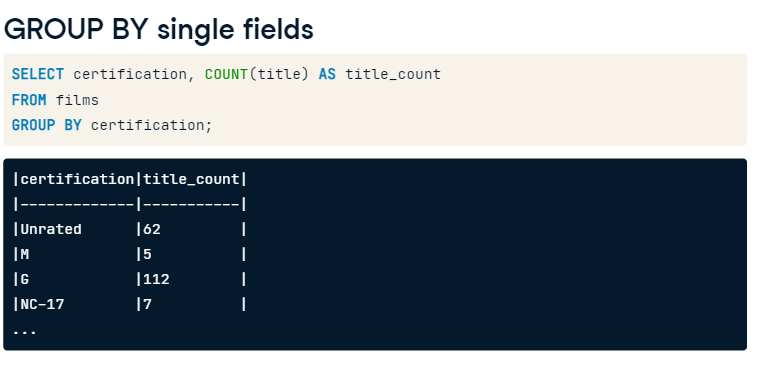 GROUP BY single fields
SELECT certification, COUNT(title) AS title_count
FROM films
GROUP BY certification;
|certification|title_count|
|-------------|-----------|
|Unrated      |62         |
|M            |5          |
|G            |112        |
|NC-17        |7          |
...